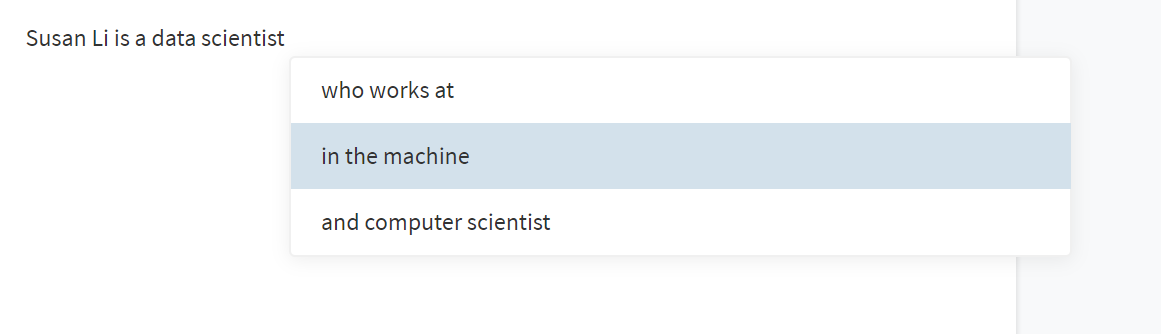 Susan Li is a data scientist
who works at
in the machine
and computer scientist